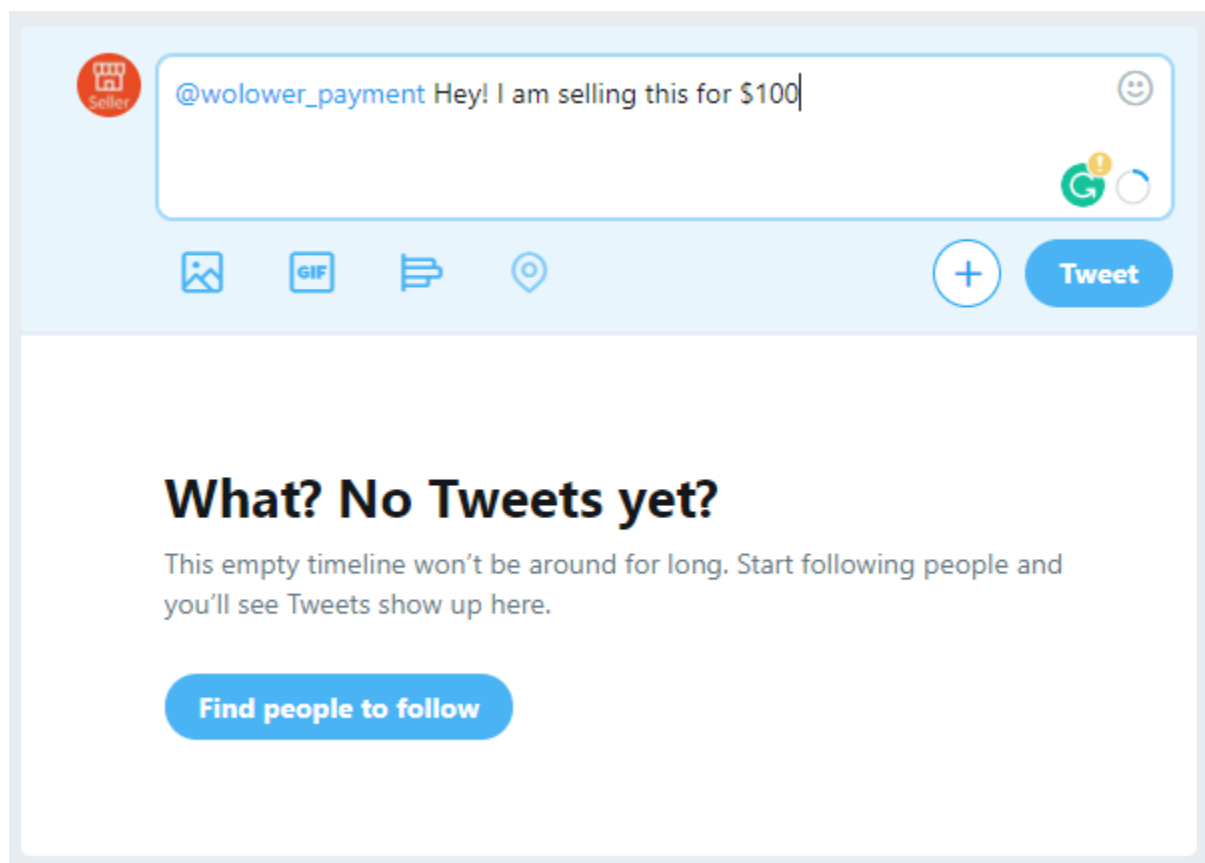 Seller
@wolower_payment Hey! I am selling this for $100
GIF
Tweet
What? No Tweets yet?
This empty timeline won't be around for long. Start following people and
you'll see Tweets show up here.
Find people to follow